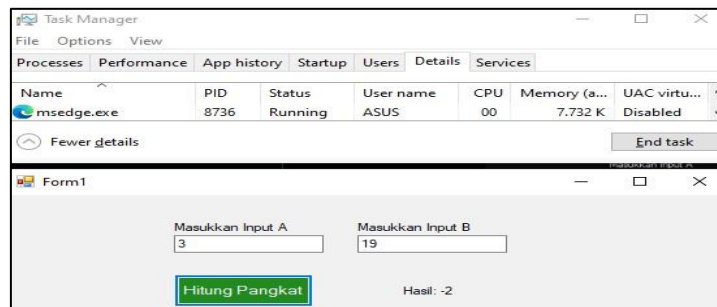 Task Manager
File Options View
Processes Performance App history Startup Users Details Services
Name PID Status User name CPU Memory (a... UAC virtu...
msedge.exe 8736 Running ASUS 00 7.732 K Disabled
Fewer details End task
Masukkan Input A
Form1
Masukkan Input A Masukkan Input B
3 19
Hitung Pangkat Hasil: -2